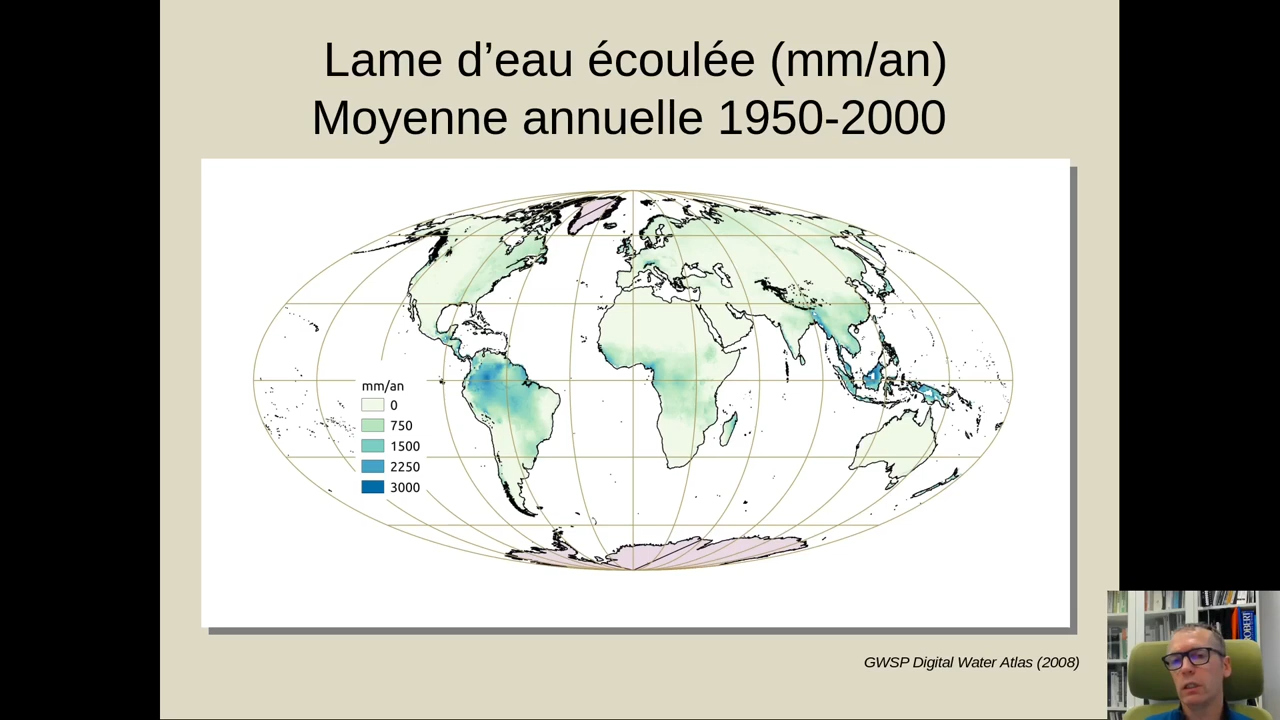 Lame d’eau écoulée (mm/an)
Moyenne annuelle 1950-2000
mm/an
0
750
1500
2250
3000
GWSP Digital Water Atlas (2008)
ROBERT